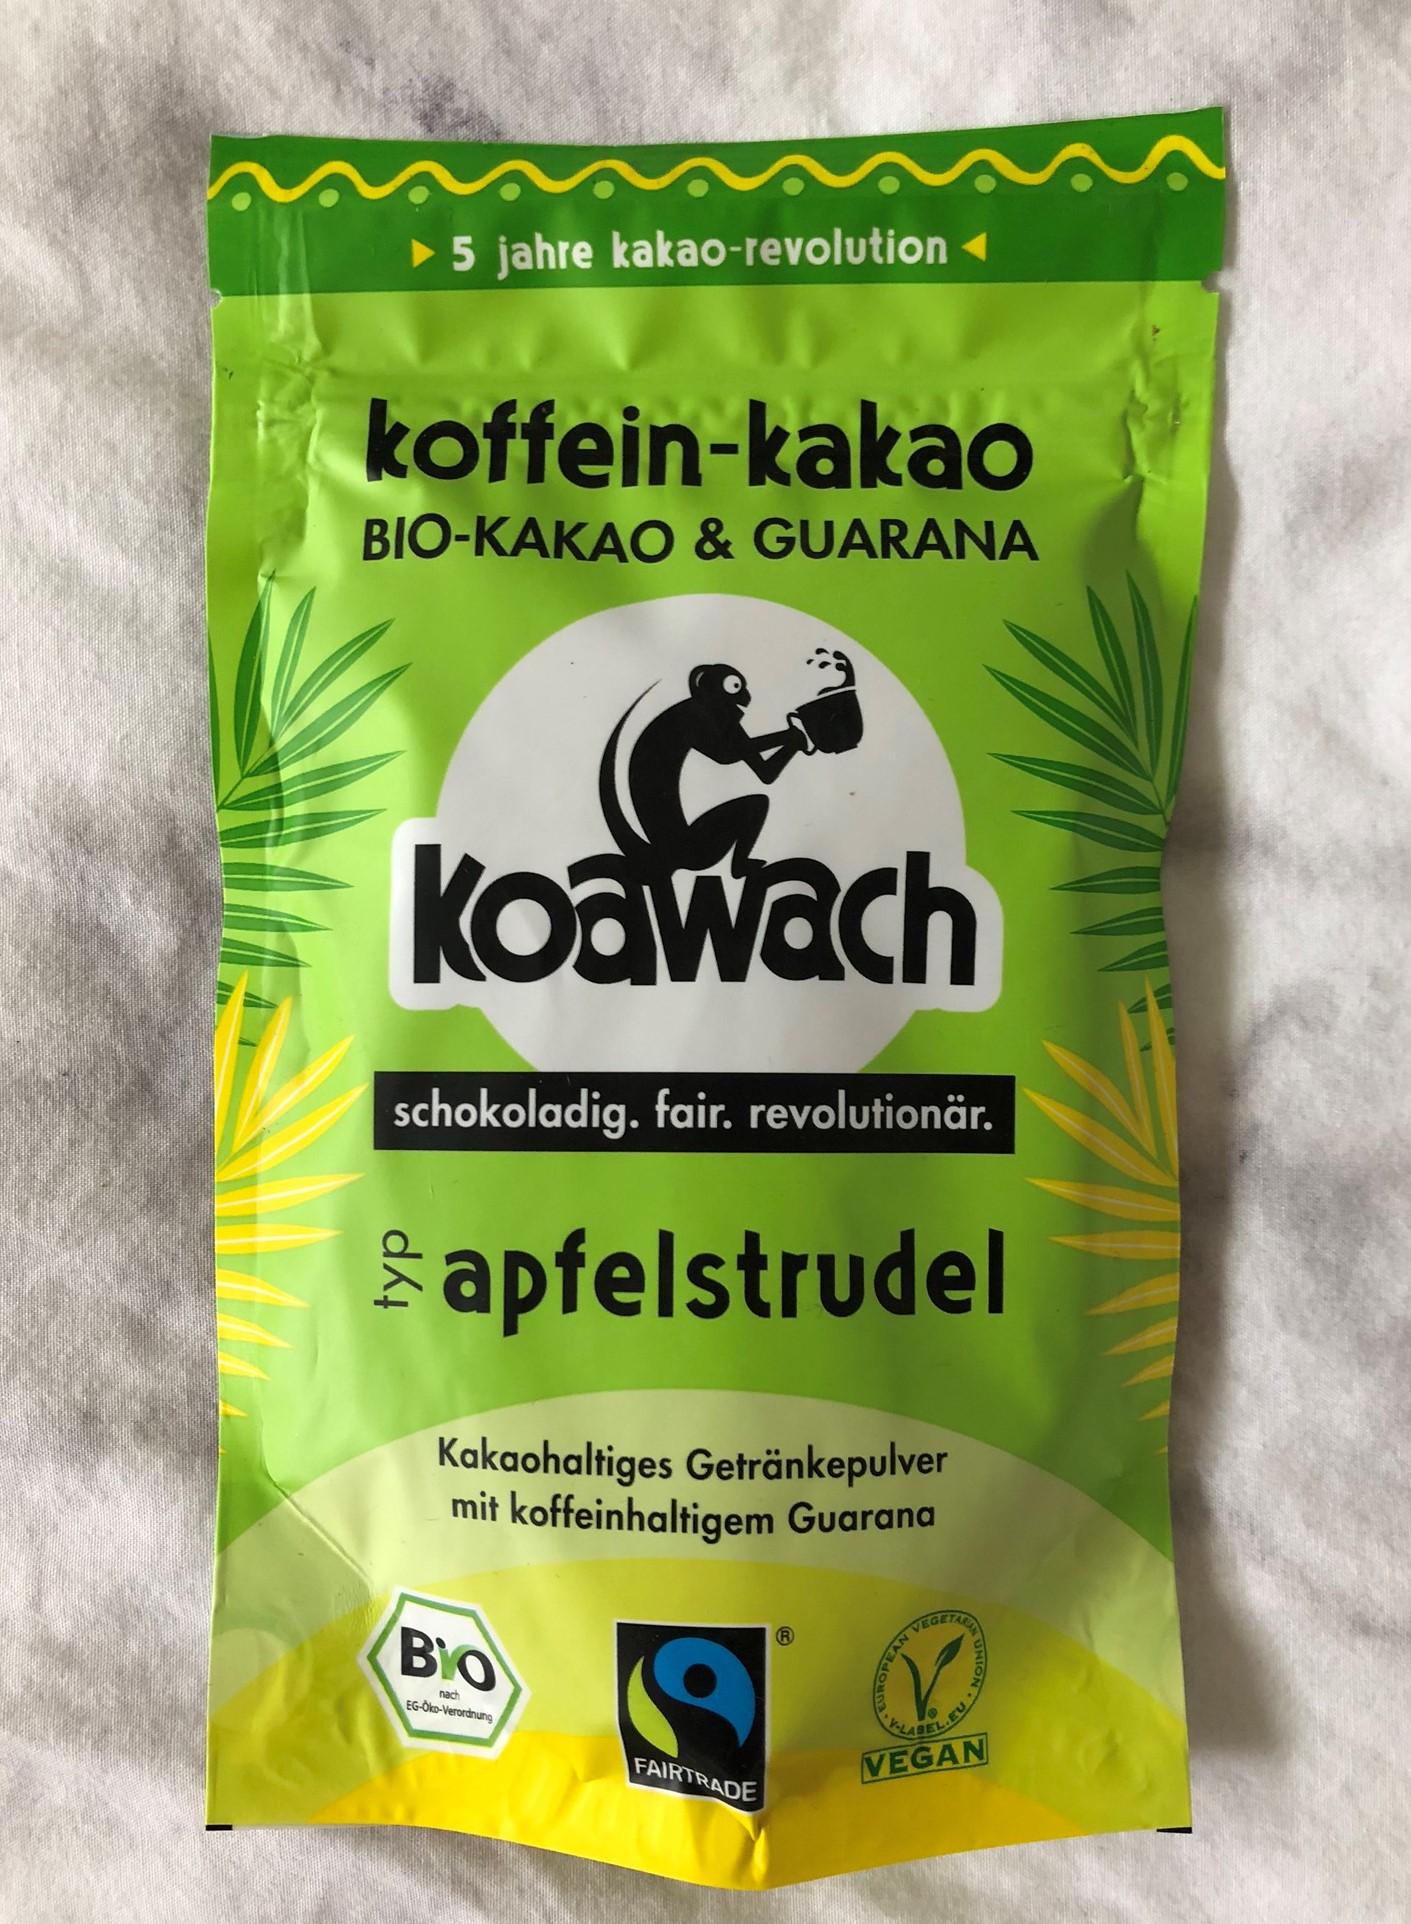 5 jahre kakao-revolution
koffein-kakao
BIO-KAKAO & GUARANA
koawach
schokoladig. fair. revolutionär.
typ apfelstrudel
Kakaohaltiges Getränkepulver
mit koffeinhaltigem Guarana
Bio
nach
EG-Öko-Verordnung
FAIRTRADE
®
EUROPEAN VEGETARIAN UNION
V-LABEL.EU
®
VEGAN